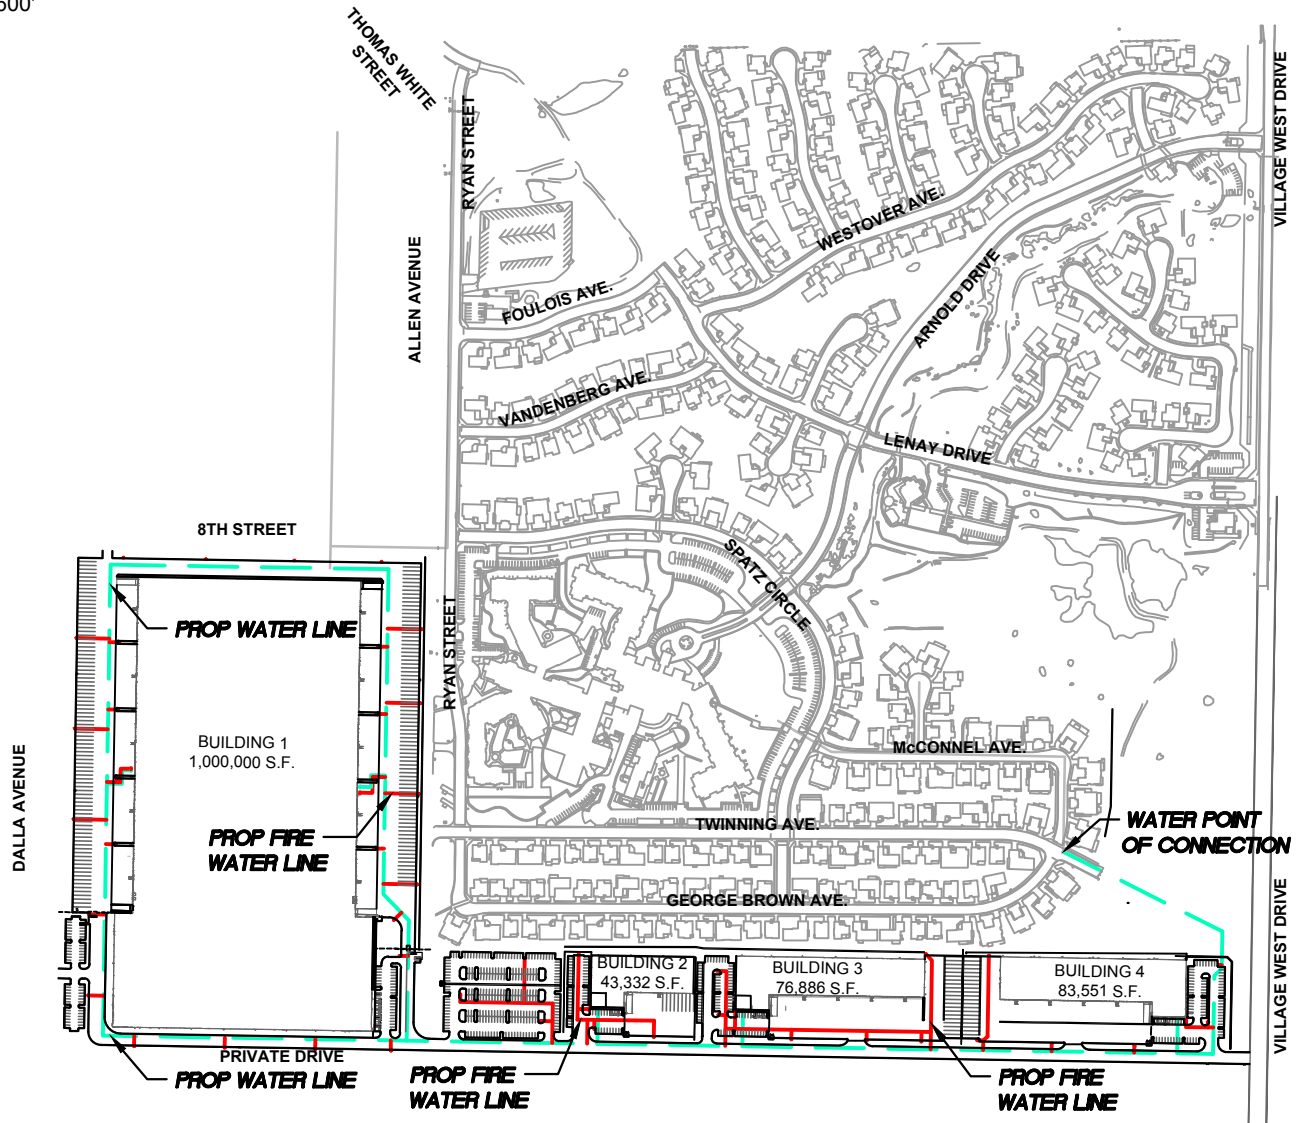 THOMAS WHITE
STREET
RYAN STREET
VILLAGE WEST DRIVE
WESTOVER AVE.
ALLEN AVENUE
FOULOIS AVE.
ARNOLD DRIVE
VANDENBERG AVE.
LENAY DRIVE
8TH STREET
SPATZ CIRCLE
PROP WATER LINE
RYAN STREET
BUILDING 1
1,000,000 S.F.
McCONNEL AVE.
DALLA AVENUE
PROP FIRE
WATER LINE
TWINNING AVE.
WATER POINT
OF CONNECTION
GEORGE BROWN AVE.
VILLAGE WEST DRIVE
BUILDING 2
43,332 S.F.
BUILDING 3
76,886 S.F.
BUILDING 4
83,551 S.F.
PRIVATE DRIVE
PROP WATER LINE
PROP FIRE
WATER LINE
PROP FIRE
WATER LINE